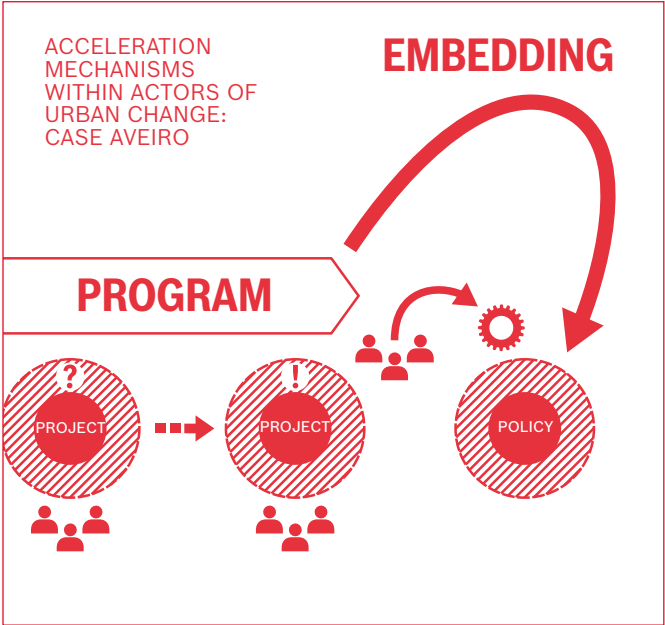 ACCELERATION
MECHANISMS
WITHIN ACTORS OF
URBAN CHANGE:
CASE AVEIRO
EMBEDDING
PROGRAM
?
!
PROJECT
PROJECT
POLICY